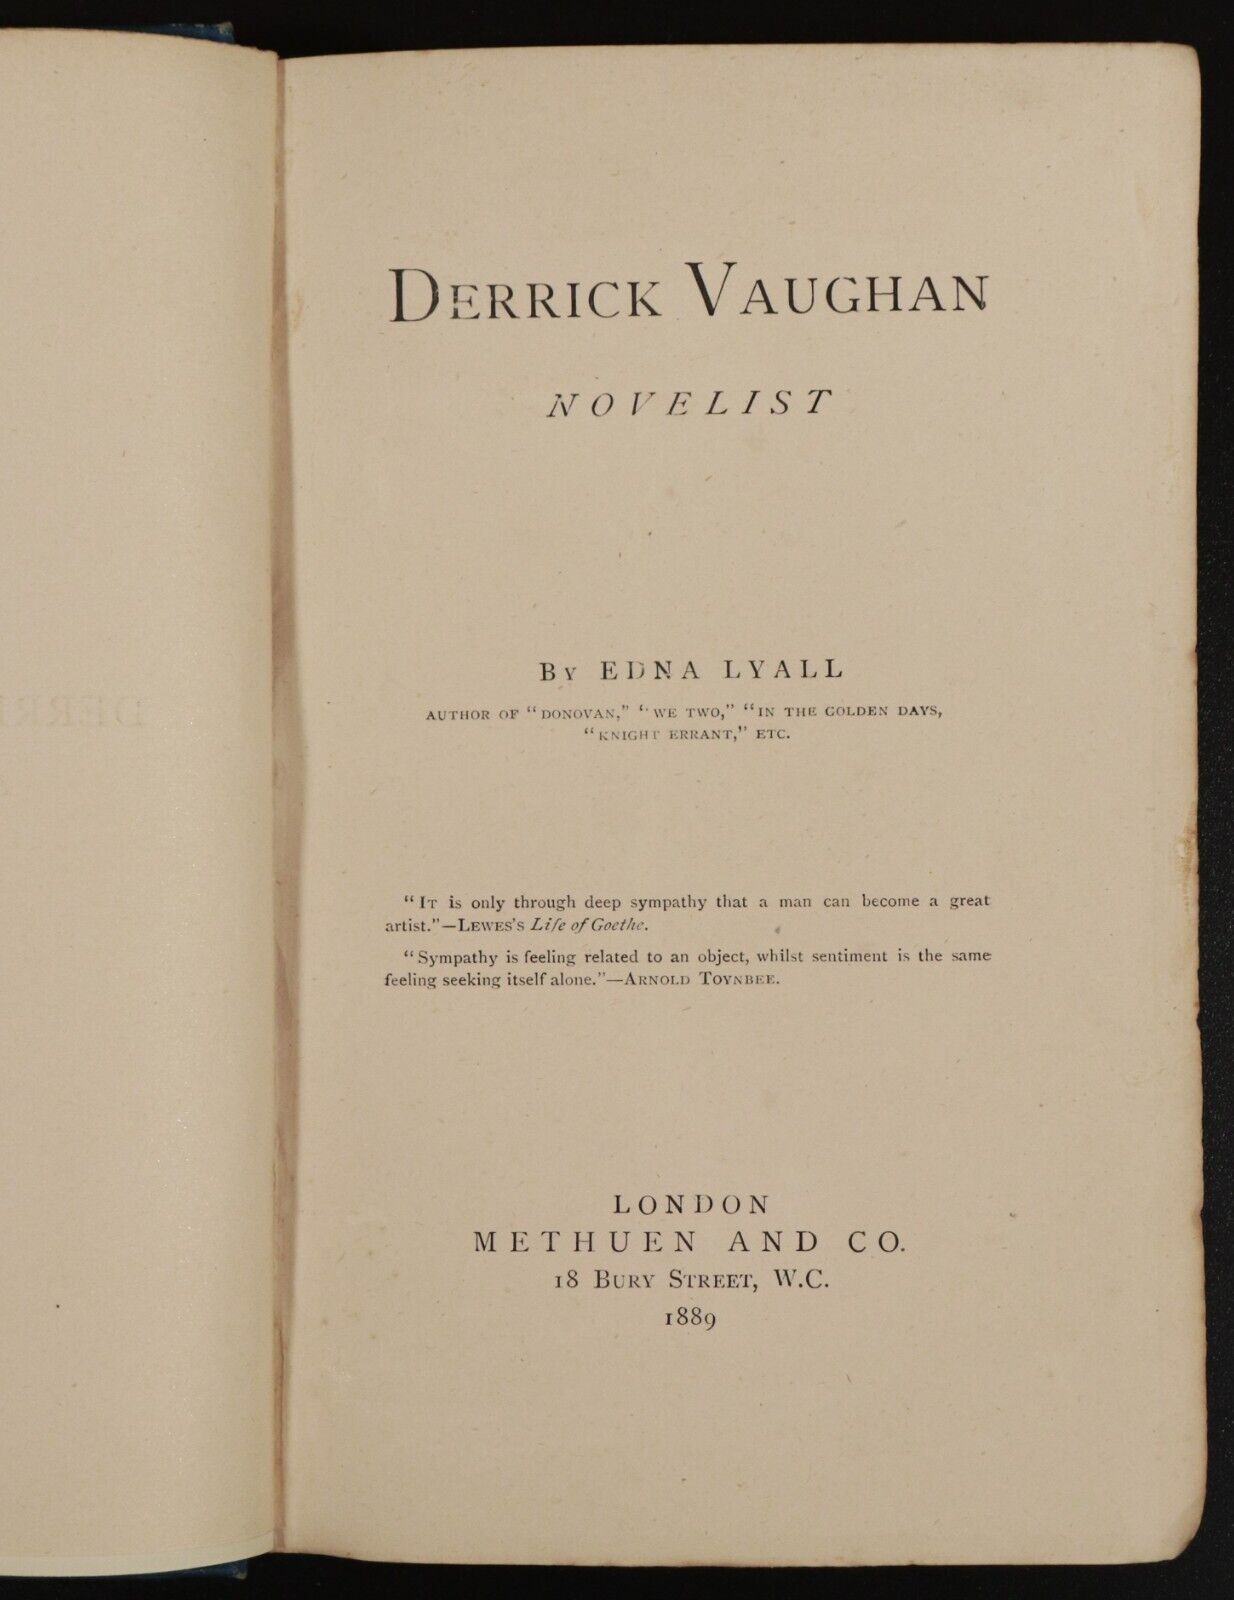 DERRICK VAUGHAN
NOVELIST
BY EDNA LYALL
AUTHOR OF "DONOVAN," "WE TWO," "IN THE GOLDEN DAYS,
"KNIGHT ERRANT," ETC.
"IT is only through deep sympathy that a man can become a great
artist."—LEWES'S Life of Goethe.
"Sympathy is feeling related to an object, whilst sentiment is the same
feeling seeking itself alone."—ARNOLD TOYNBEE.
LONDON
METHUEN AND CO.
18 BURY STREET, W.C.
1889